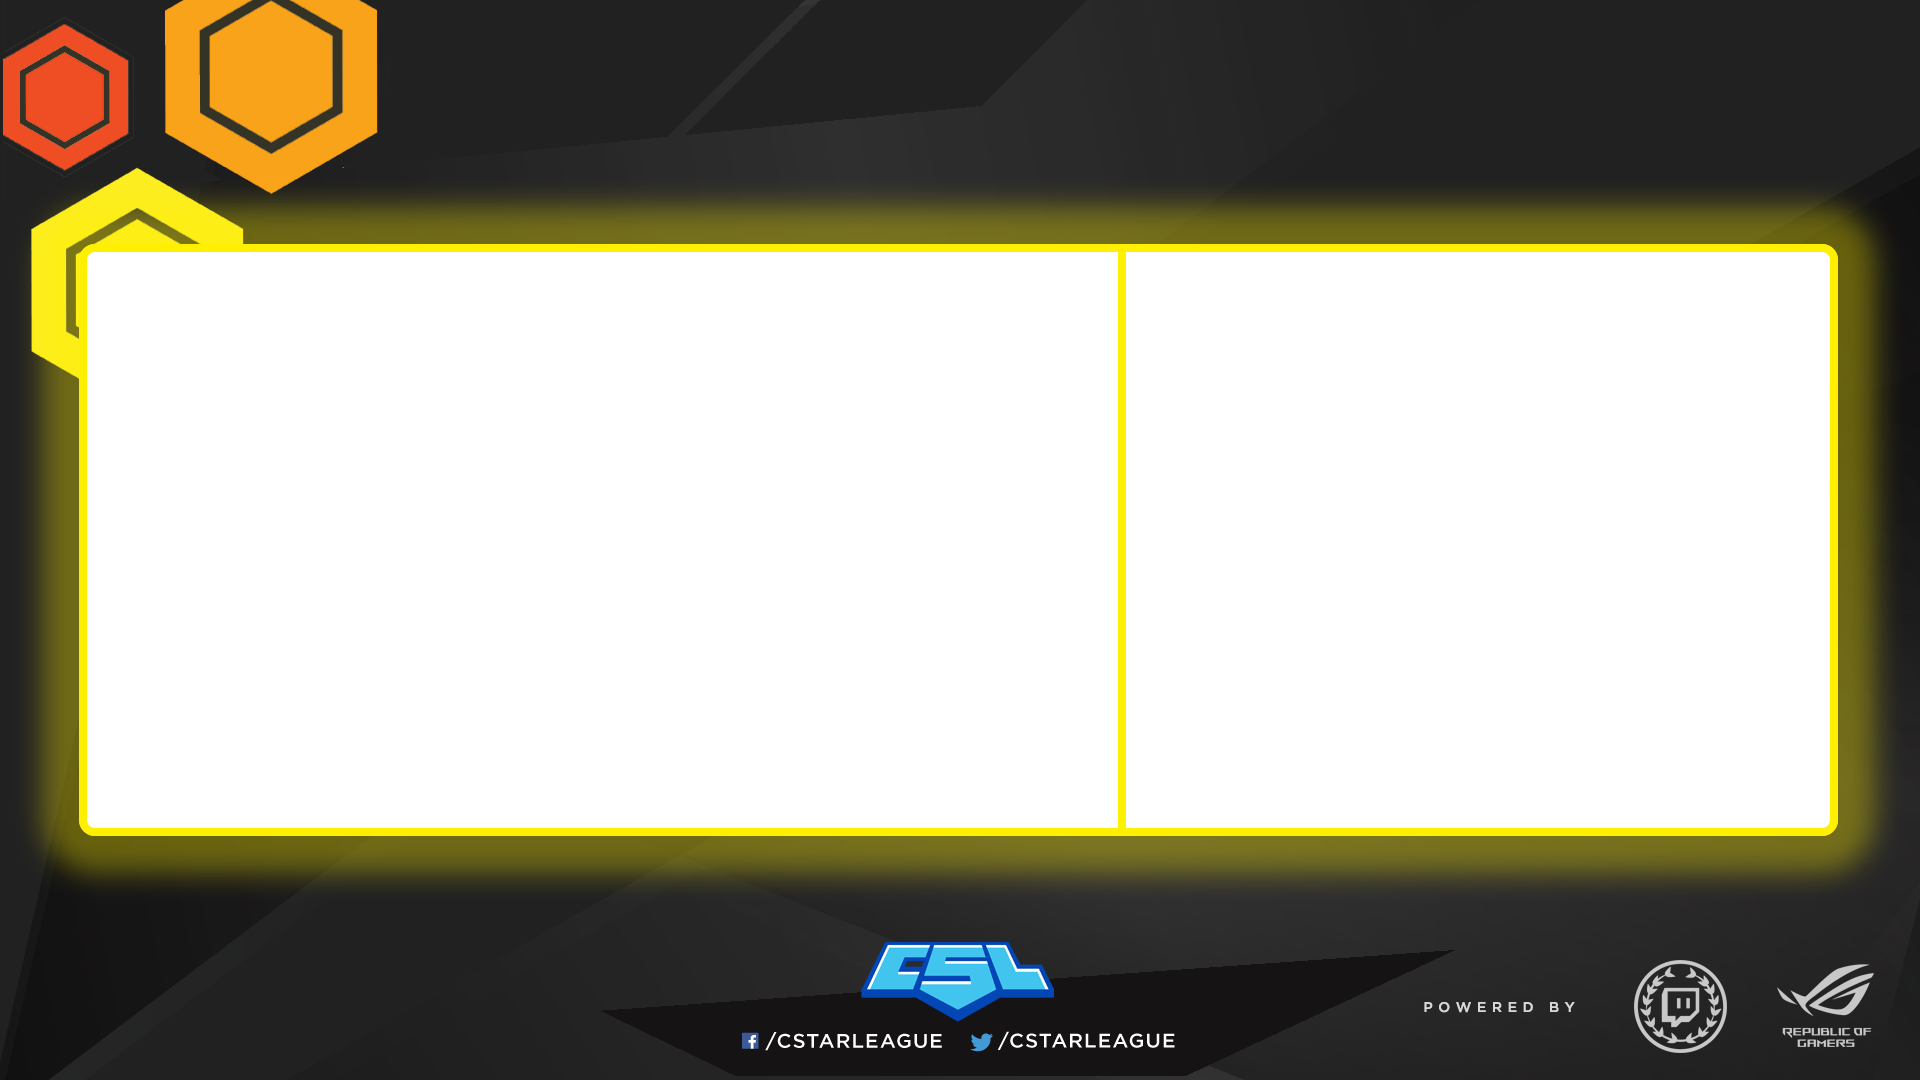 CSL
/CSTARLEAGUE /CSTARLEAGUE
POWERED BY
REPUBLIC OF
GAMERS